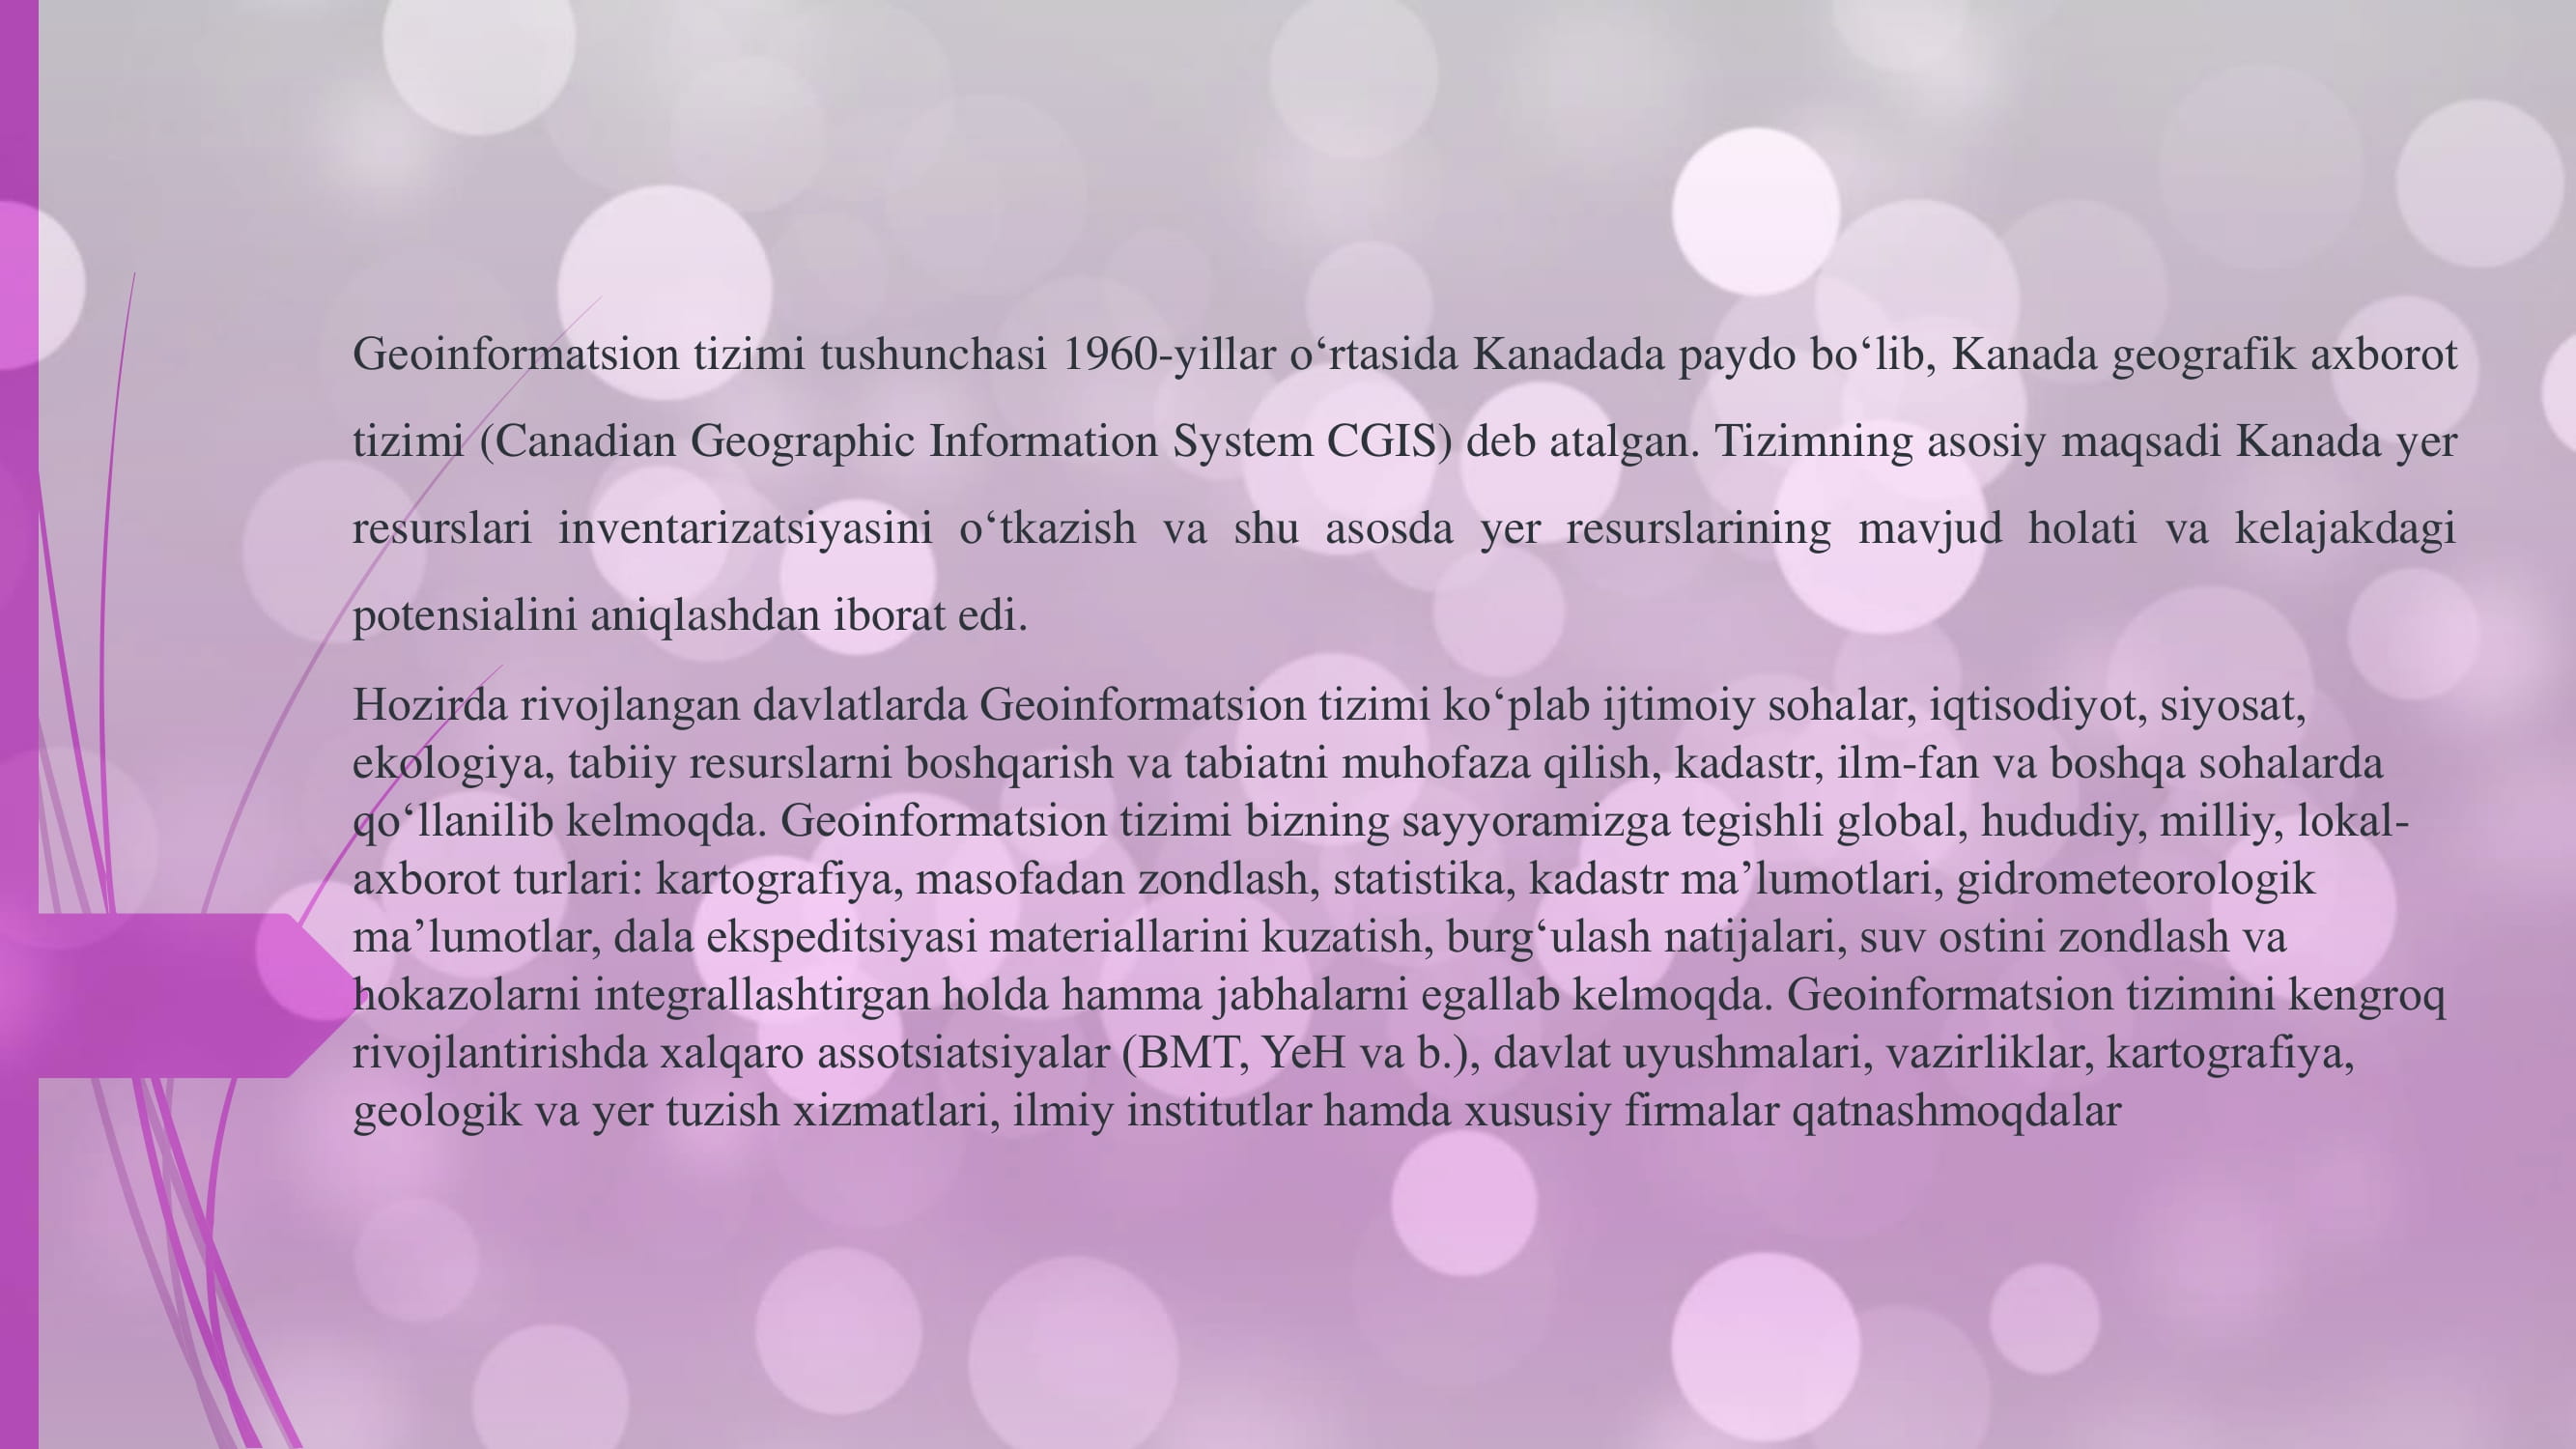 Geoinformatsion tizimi tushunchasi 1960-yillar o‘rtasida Kanadada paydo bo‘lib, Kanada geografik axborot
tizimi (Canadian Geographic Information System CGIS) deb atalgan. Tizimning asosiy maqsadi Kanada yer
resurslari inventarizatsiyasini o‘tkazish va shu asosda yer resurslarining mavjud holati va kelajakdagi
potensialini aniqlashdan iborat edi.
Hozirda rivojlangan davlatlarda Geoinformatsion tizimi ko‘plab ijtimoiy sohalar, iqtisodiyot, siyosat,
ekologiya, tabiiy resurslarni boshqarish va tabiatni muhofaza qilish, kadastr, ilm-fan va boshqa sohalarda
qo‘llanilib kelmoqda. Geoinformatsion tizimi bizning sayyoramizga tegishli global, hududiy, milliy, lokal-
axborot turlari: kartografiya, masofadan zondlash, statistika, kadastr ma’lumotlari, gidrometeorologik
ma’lumotlar, dala ekspeditsiyasi materiallarini kuzatish, burg‘ulash natijalari, suv ostini zondlash va
hokazolarni integrallashtirgan holda hamma jabhalarni egallab kelmoqda. Geoinformatsion tizimini kengroq
rivojlantirishda xalqaro assotsiatsiyalar (BMT, YeH va b.), davlat uyushmalari, vazirliklar, kartografiya,
geologik va yer tuzish xizmatlari, ilmiy institutlar hamda xususiy firmalar qatnashmoqdalar